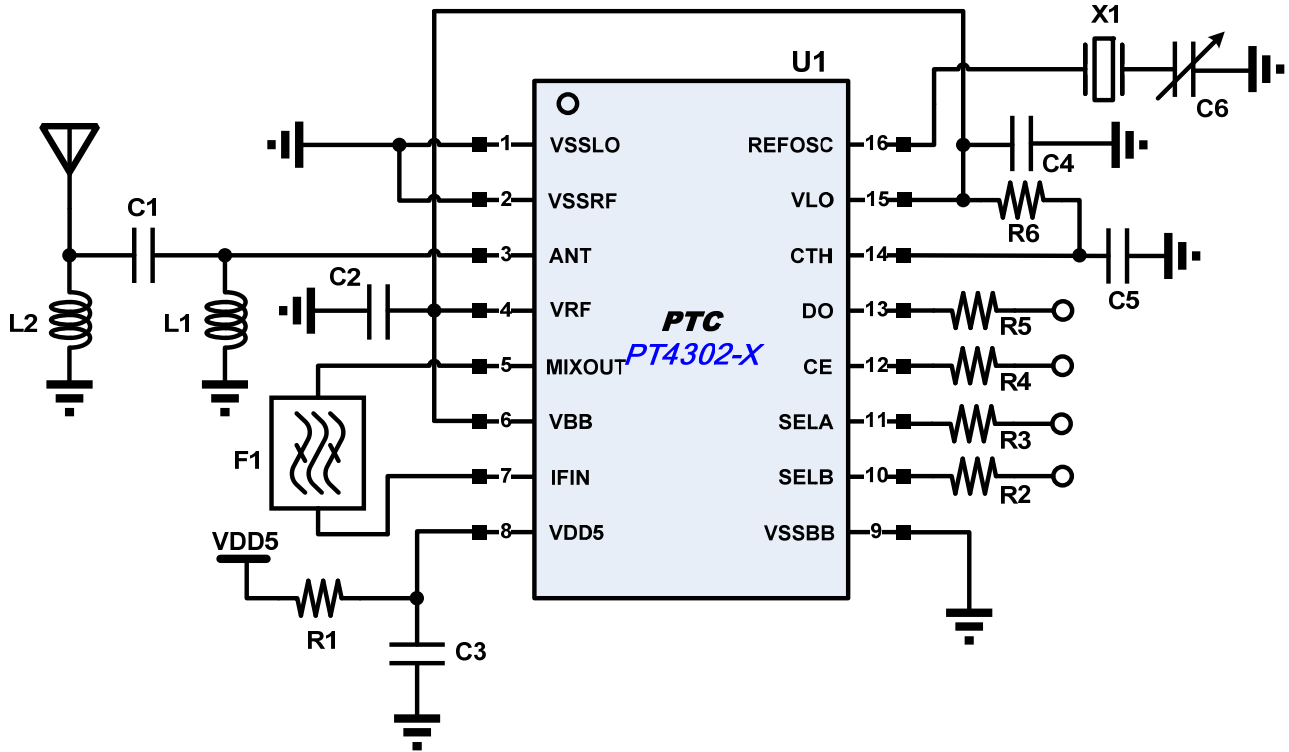 X1
U1
C6
1 VSSLO REFOSC 16
C4
2 VSSRF VLO 15
C1
R6
3 ANT CTH 14
C2
C5
L2 L1 4 VRF DO 13
PTC
R5
PT4302-X
5 MIXOUT CE 12
R4
6 VBB SELA 11
R3
F1
7 IFIN SELB 10
R2
VDD5
8 VDD5 VSSBB 9
R1
C3